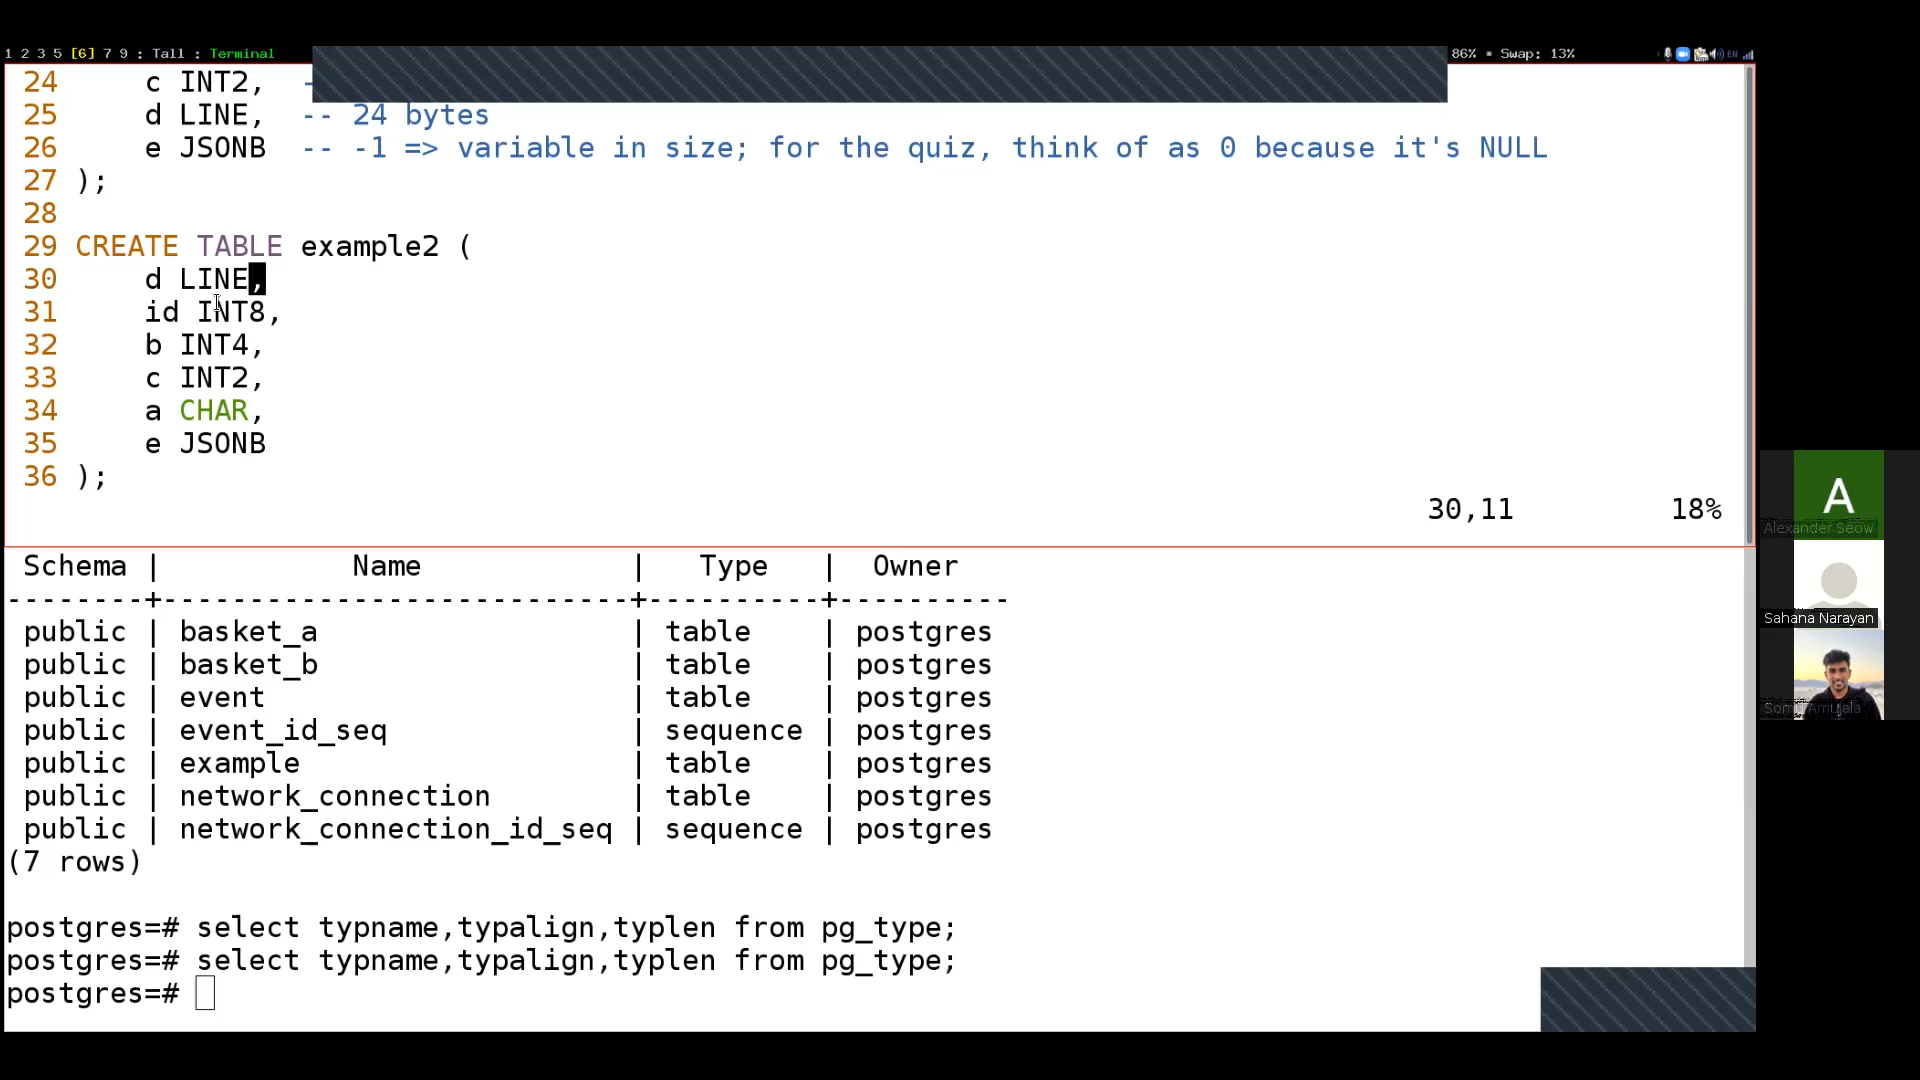 1 2 3 5 [6] 7 9 : Tall : Terminal
86% * Swap: 13%
EN
24     c INT2,  -
25     d LINE,  -- 24 bytes
26     e JSONB  -- -1 => variable in size; for the quiz, think of as 0 because it's NULL
27 );
28
29 CREATE TABLE example2 (
30     d LINE,
31     id INT8,
32     b INT4,
33     c INT2,
34     a CHAR,
35     e JSONB
36 );
30,11         18%
 Schema |           Name            |   Type   |  Owner
--------+---------------------------+----------+----------
 public | basket_a                  | table    | postgres
 public | basket_b                  | table    | postgres
 public | event                     | table    | postgres
 public | event_id_seq              | sequence | postgres
 public | example                   | table    | postgres
 public | network_connection        | table    | postgres
 public | network_connection_id_seq | sequence | postgres
(7 rows)
postgres=# select typname,typalign,typlen from pg_type;
postgres=# select typname,typalign,typlen from pg_type;
postgres=#
A
Alexander Seow
Sahana Narayan